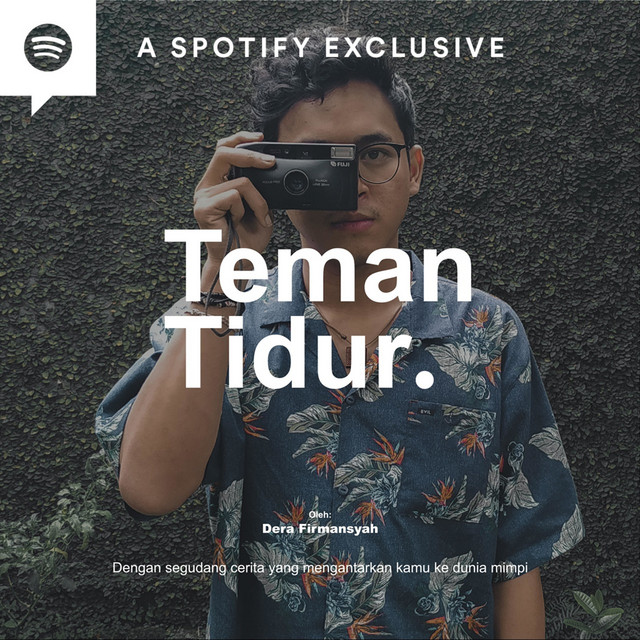 A SPOTIFY EXCLUSIVE
FUJI
Teman
Tidur.
Oleh:
Dera Firmansyah
Dengan segudang cerita yang mengantarkan kamu ke dunia mimpi